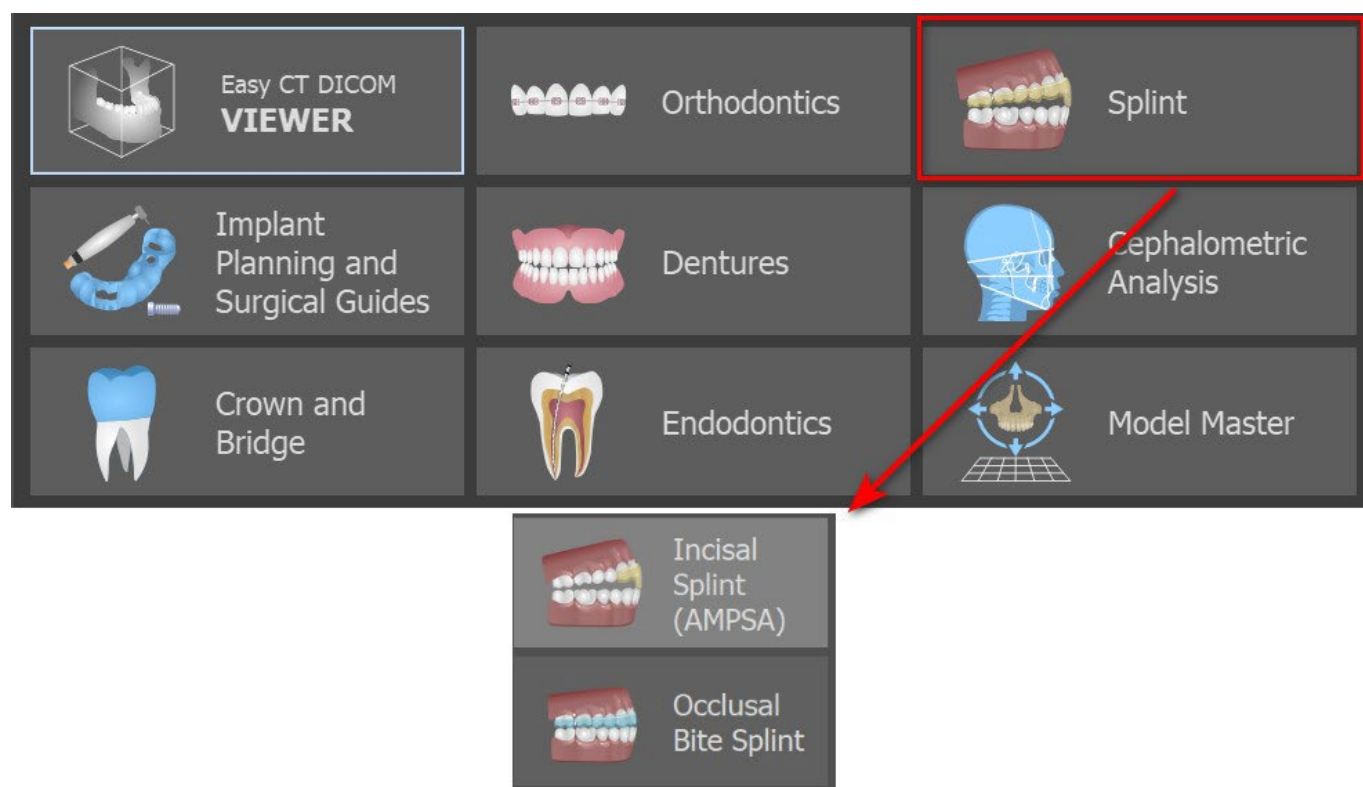 Easy CT DICOM
VIEWER
Orthodontics
Splint
Implant
Planning and
Surgical Guides
Dentures
Cephalometric
Analysis
Crown and
Bridge
Endodontics
Model Master
Incisal
Splint
(AMPSA)
Occlusal
Bite Splint